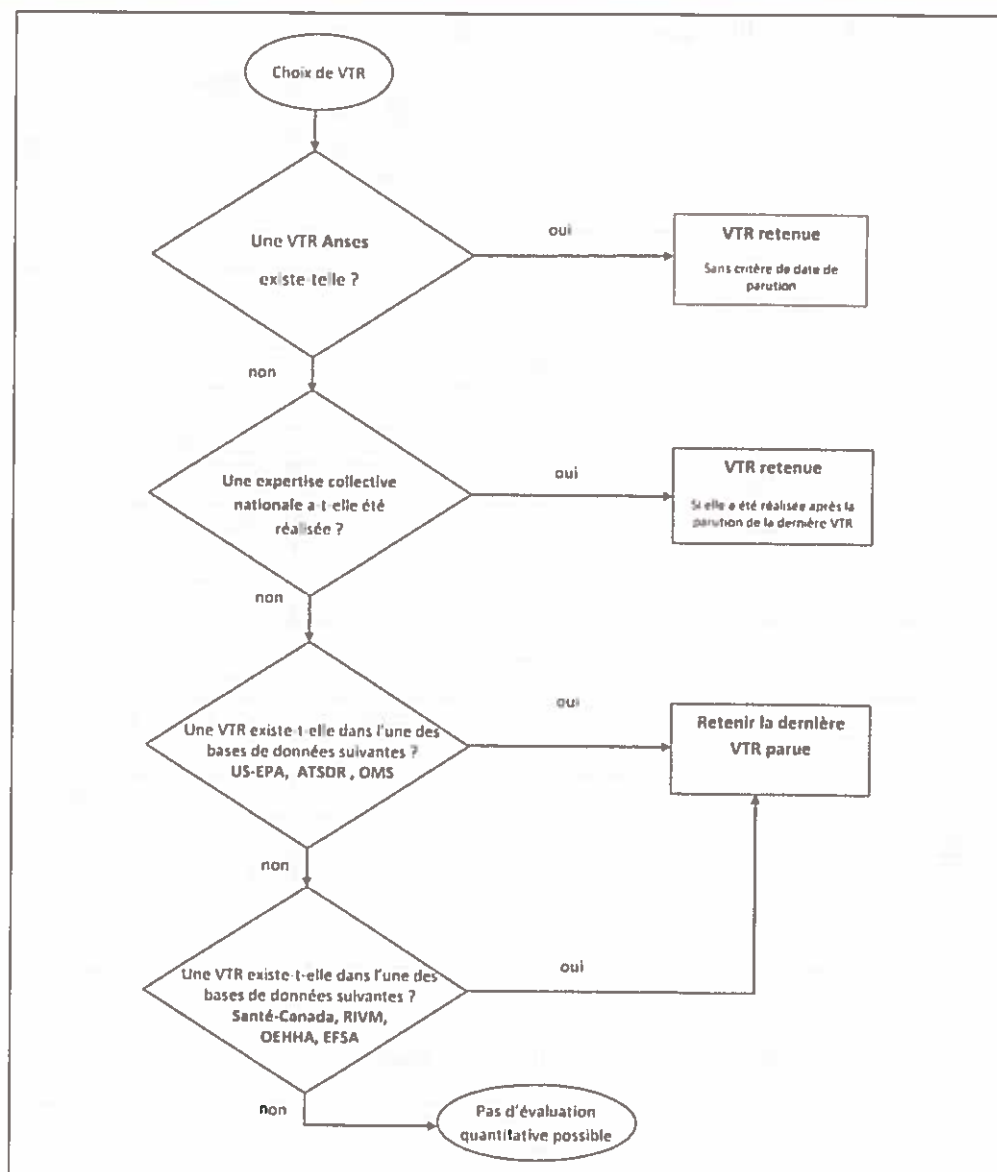 Choix de VTR
Une VTR Anses
existe-telle ?
oui
VTR retenue
Sans critère de date de
parution
non
Une expertise collective
nationale a-t-elle été
réalisée ?
oui
VTR retenue
Si elle a été réalisée après la
parution de la dernière VTR
non
Une VTR existe-t-elle dans l'une des
bases de données suivantes ?
US-EPA, ATSDR , OMS
oui
Retenir la dernière
VTR parue
non
Une VTR existe-t-elle dans l'une des
bases de données suivantes ?
Santé-Canada, RIVM,
OEHHA, EFSA
oui
non
Pas d'évaluation
quantitative possible